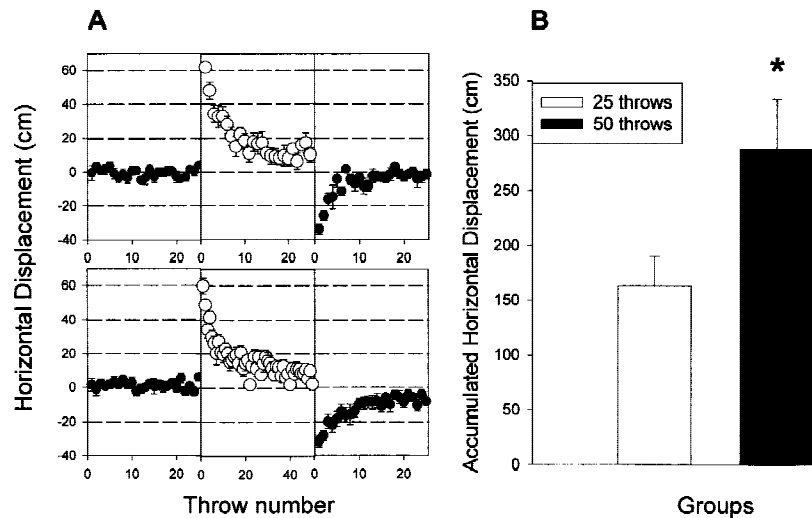 A
B
Horizontal Displacement (cm)
60
40
20
0
-20
-40
0 10 20 0 10 20 0 10 20
60
40
20
0
-20
-40
0 10 20 0 20 40 0 10 20
Throw number
Accumulated Horizontal Displacement (cm)
350
300
250
200
150
100
50
0
25 throws
50 throws
*
Groups